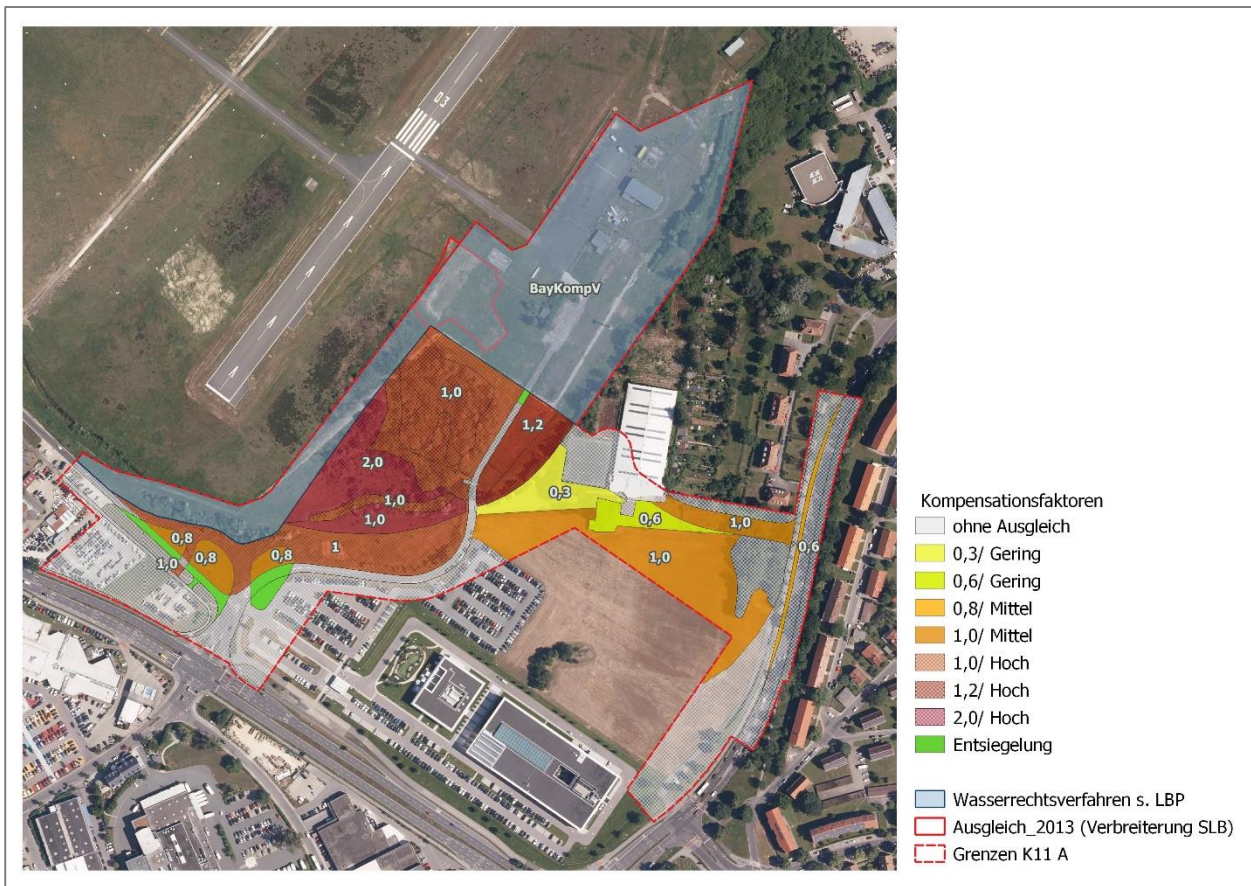 03
BayKompV
1,0
1,2
2,0
1,0
1,0
0,3
0,6
1,0
0,6
1,0
0,8
0,8
0,8
1
1,0
Kompensationsfaktoren
ohne Ausgleich
0,3/ Gering
0,6/ Gering
0,8/ Mittel
1,0/ Mittel
1,0/ Hoch
1,2/ Hoch
2,0/ Hoch
Entsiegelung
Wasserrechtsverfahren s. LBP
Ausgleich_2013 (Verbreiterung SLB)
Grenzen K11 A